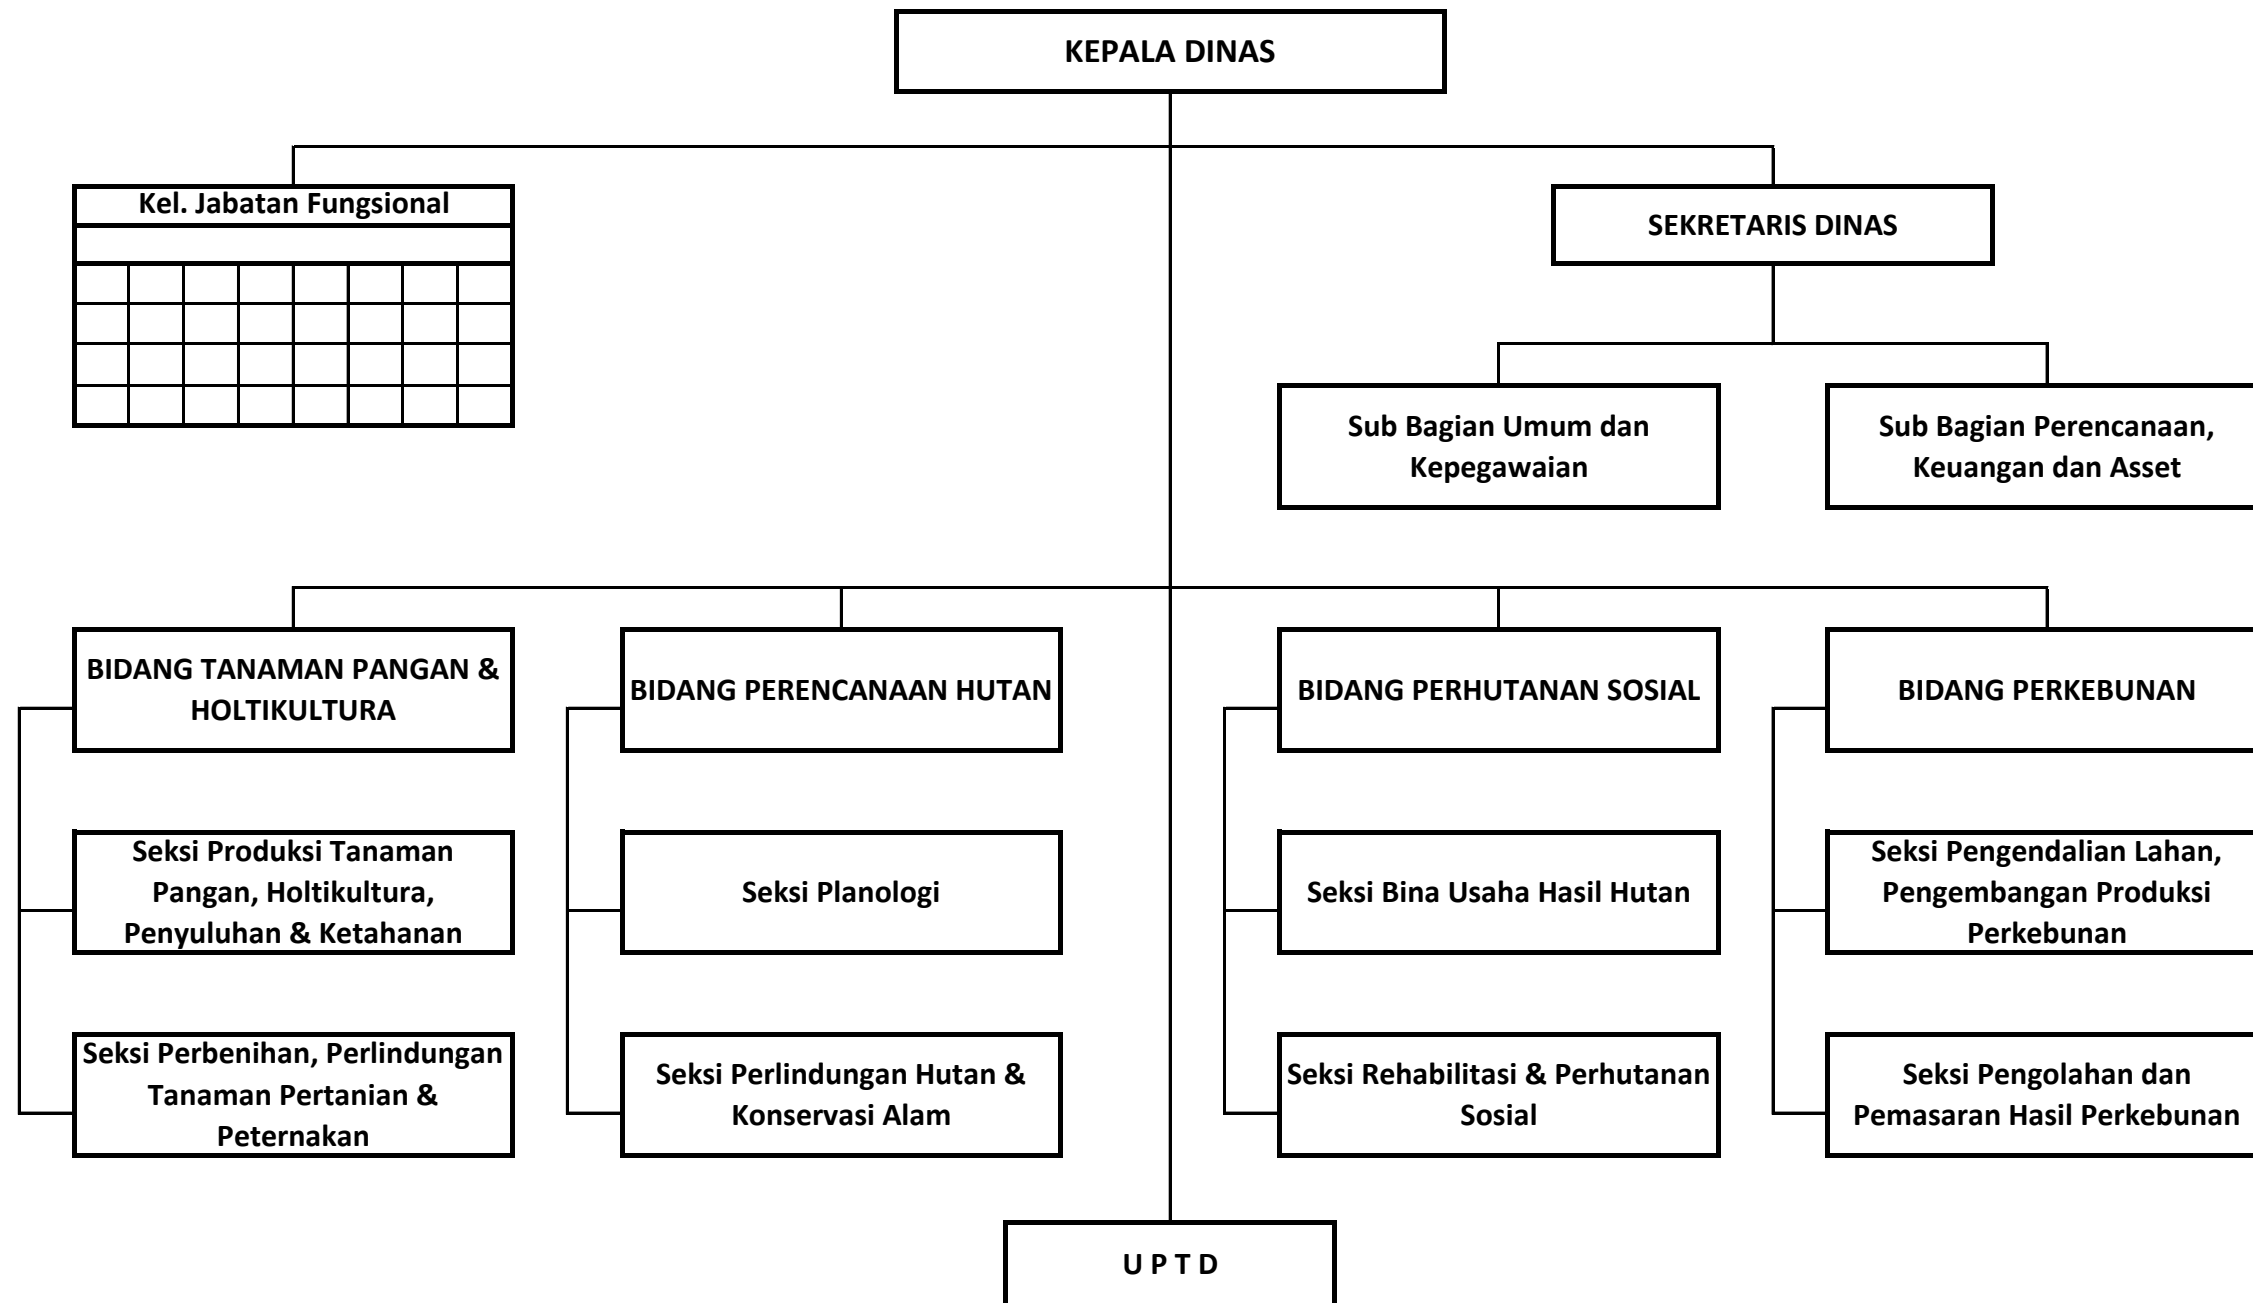 KEPALA DINAS
Kel. Jabatan Fungsional
SEKRETARIS DINAS
Sub Bagian Umum dan
Kepegawaian
Sub Bagian Perencanaan,
Keuangan dan Asset
BIDANG TANAMAN PANGAN &
HOLTIKULTURA
BIDANG PERENCANAAN HUTAN
BIDANG PERHUTANAN SOSIAL
BIDANG PERKEBUNAN
Seksi Produksi Tanaman
Pangan, Holtikultura,
Penyuluhan & Ketahanan
Seksi Planologi
Seksi Bina Usaha Hasil Hutan
Seksi Pengendalian Lahan,
Pengembangan Produksi
Perkebunan
Seksi Perbenihan, Perlindungan
Tanaman Pertanian &
Peternakan
Seksi Perlindungan Hutan &
Konservasi Alam
Seksi Rehabilitasi & Perhutanan
Sosial
Seksi Pengolahan dan
Pemasaran Hasil Perkebunan
U P T D